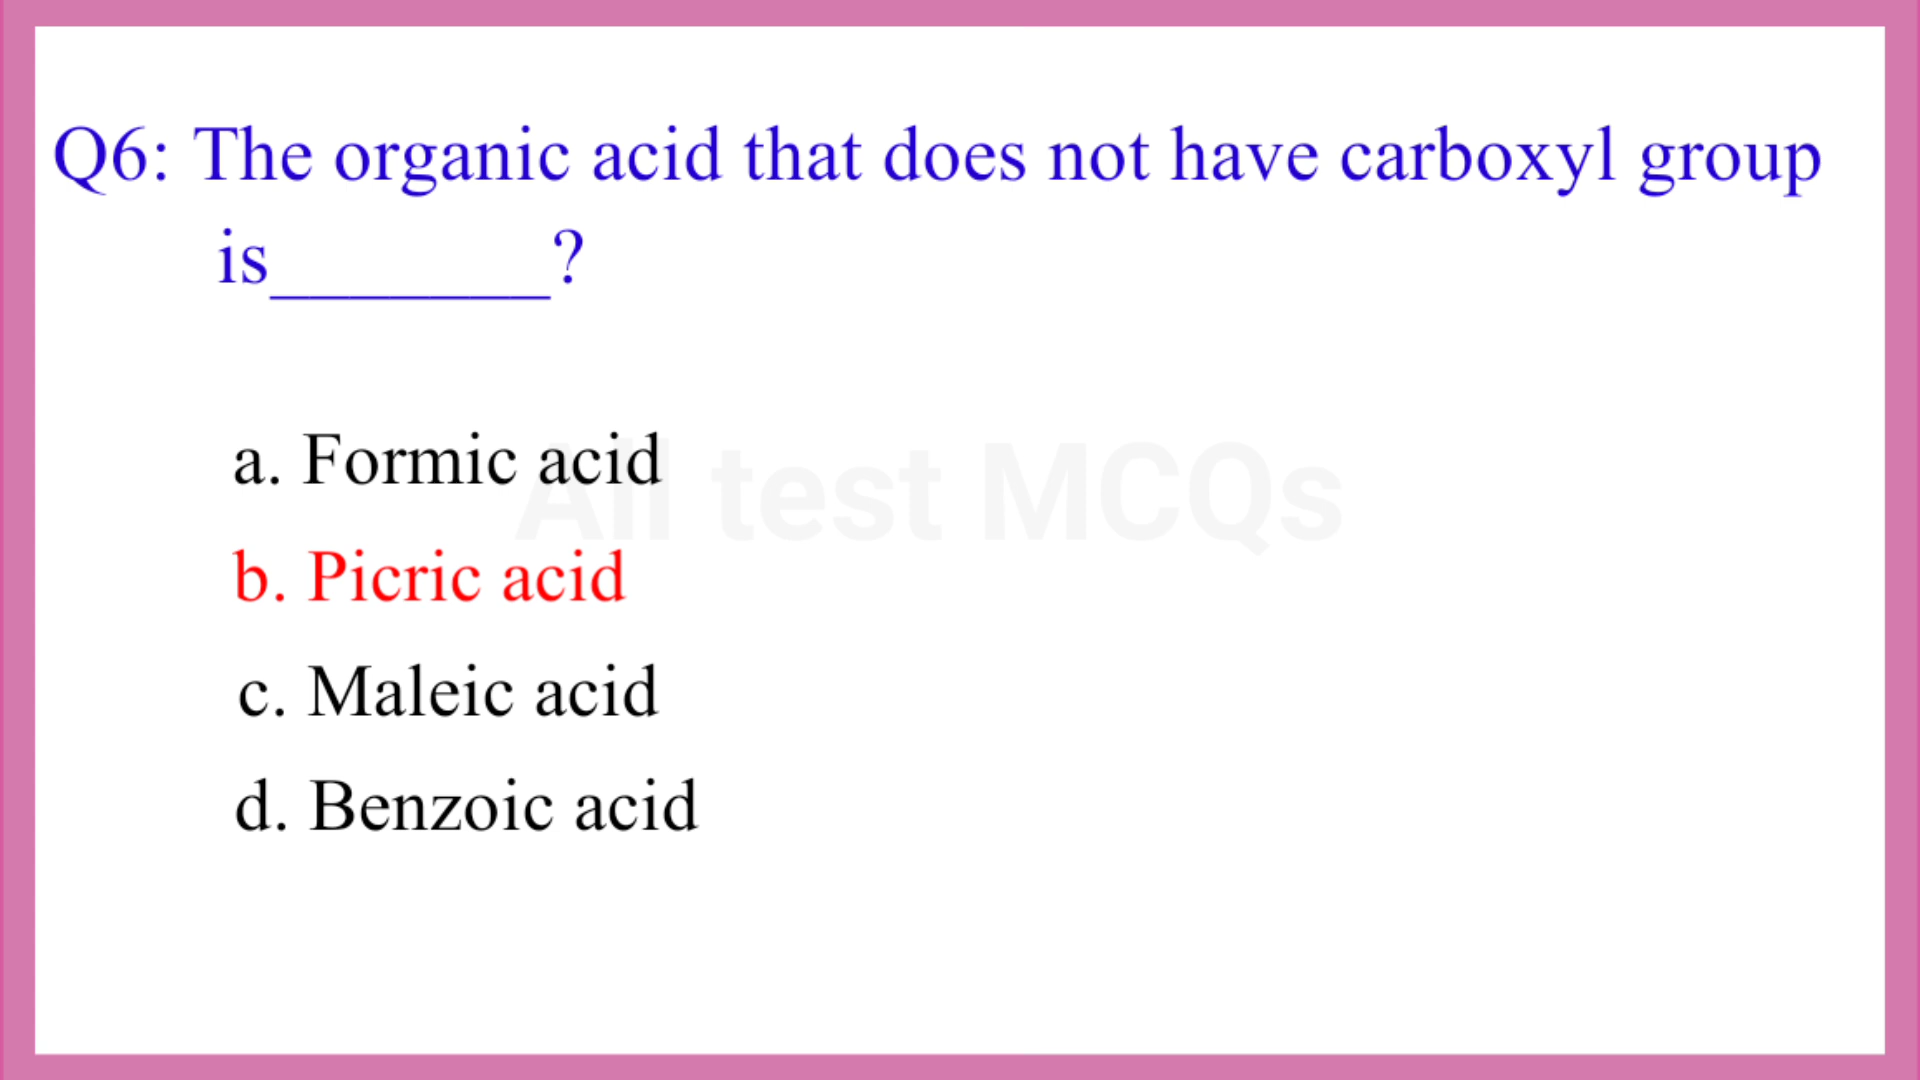 Q6: The organic acid that does not have carboxyl group
is_______?
a. Formic acid
All test MCQs
b. Picric acid
c. Maleic acid
d. Benzoic acid